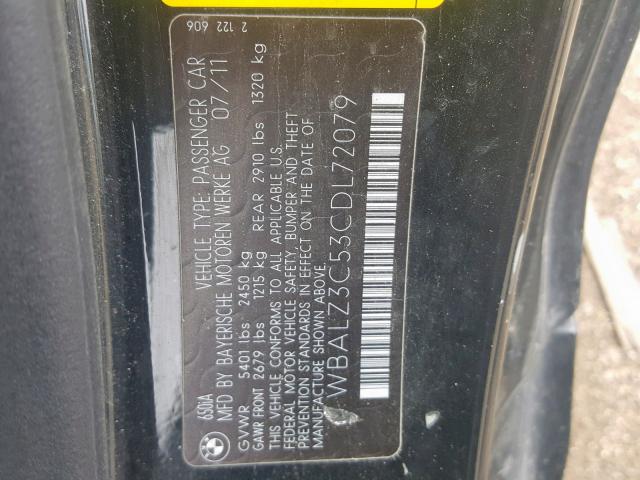 2 122 606
VEHICLE TYPE: PASSENGER CAR
650iA MFD BY BAYERISCHE MOTOREN WERKE AG 07/11
GVWR 5401 lbs 2450 kg
GAWR FRONT 2679 lbs 1215 kg REAR 2910 lbs 1320 kg
THIS VEHICLE CONFORMS TO ALL APPLICABLE U.S.
FEDERAL MOTOR VEHICLE SAFETY, BUMPER AND THEFT
PREVENTION STANDARDS IN EFFECT ON THE DATE OF
MANUFACTURE SHOWN ABOVE.
WBALZ3C53CDL72079